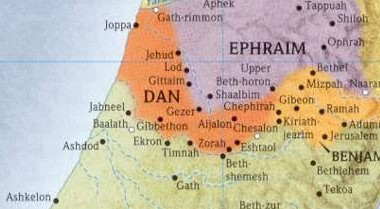 Aphek
Tappuah
Gath-rimmon
Shiloh
Joppa
Ophrah
EPHRAIM
Jehud
Lod
Upper
Bethel
Gittaim
Beth-horon
Mizpah
Shaalbim
DAN
Gibeon
Gezer
Chephirah
Ramah
Jabneel
Baalath
Gibbethon
Aijalon
Chesalon
Kiriath-
jearim
Jerusalem
Ekron
Zorah
Eshtaol
Ashdod
Timnah
BENJAM
Beth-
shemesh
Bethlehem
Gath
Tekoa
Ashkelon
Beth-zur